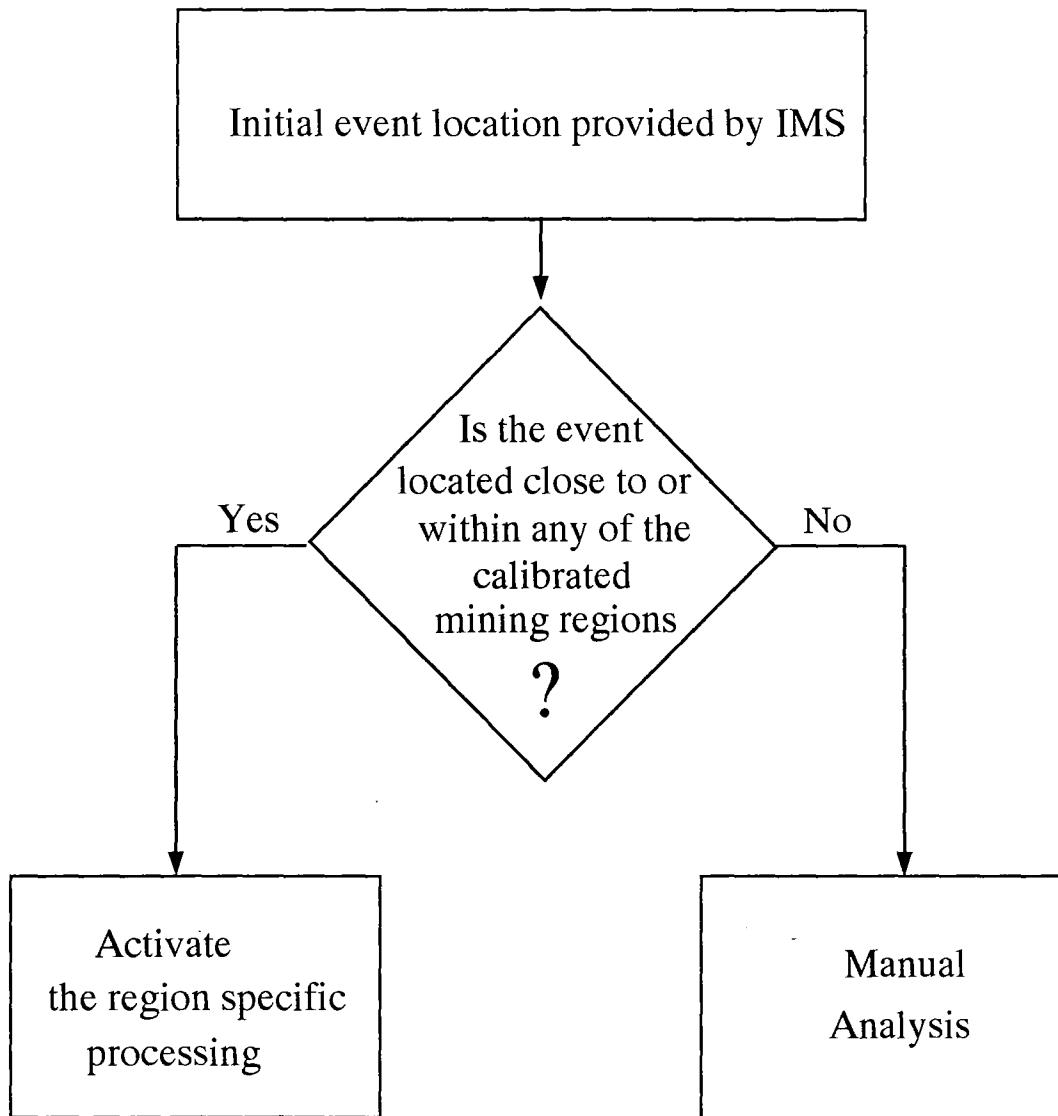 Initial event location provided by IMS
Is the event
located close to or
within any of the
calibrated
mining regions
?
Yes
No
Activate
the region specific
processing
Manual
Analysis